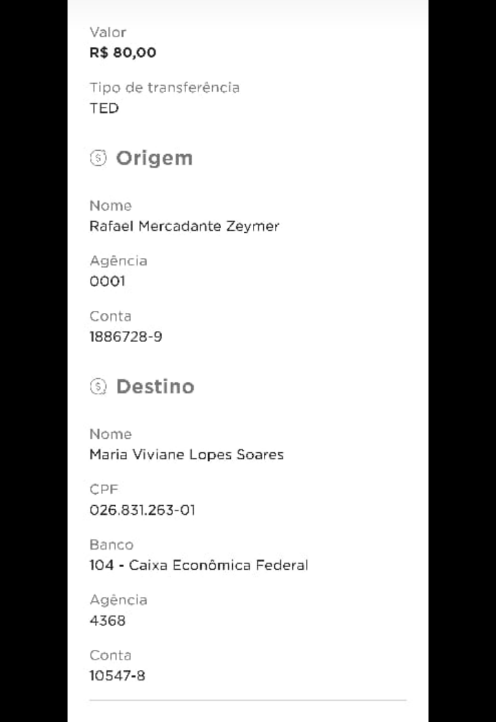 Valor
R$ 80,00
Tipo de transferência
TED
Origem
Nome
Rafael Mercadante Zeymer
Agência
0001
Conta
1886728-9
Destino
Nome
Maria Viviane Lopes Soares
CPF
026.831.263-01
Banco
104 - Caixa Econômica Federal
Agência
4368
Conta
10547-8